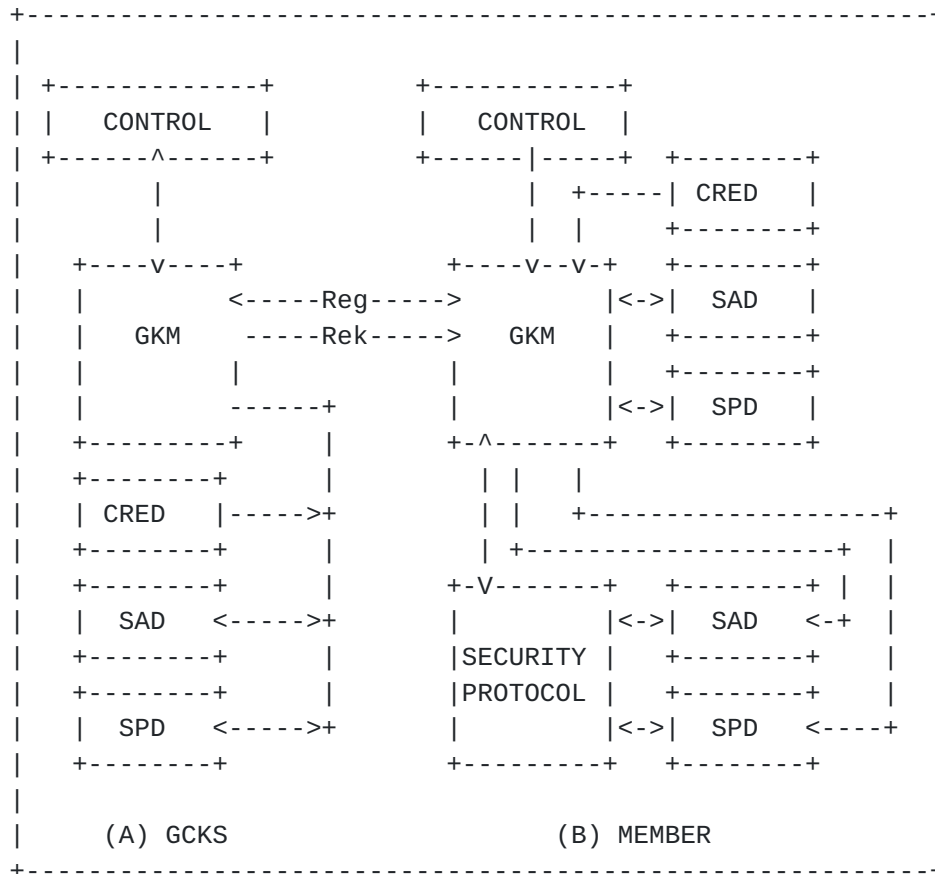 CONTROL CONTROL
CRED
Reg SAD
GKM Rek GKM
SPD
CRED
SAD SAD
SECURITY
PROTOCOL
SPD SPD
(A) GCKS (B) MEMBER